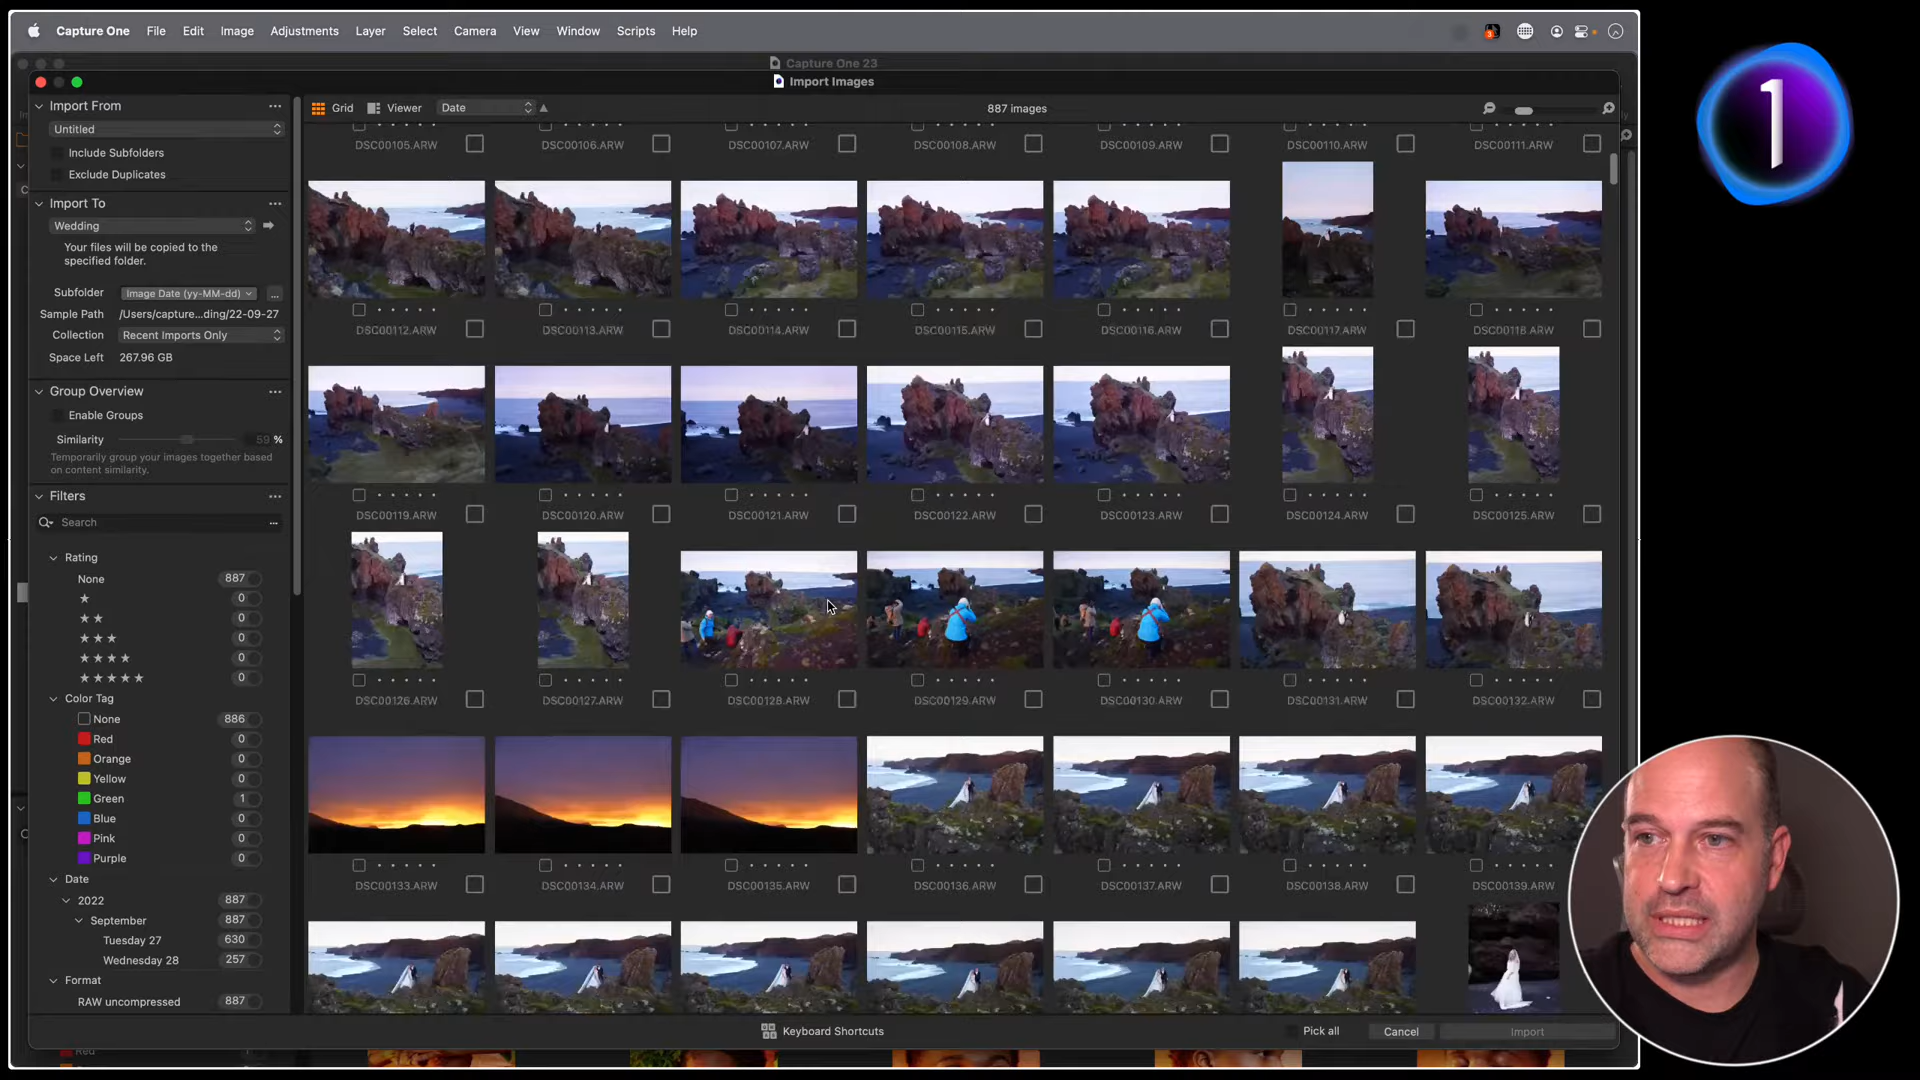 Capture One File Edit Image Adjustments Layer Select Camera View Window Scripts Help
Capture One 23
Import Images
Import From
Untitled
Include Subfolders
Exclude Duplicates
Import To
Wedding
Your files will be copied to the
specified folder.
Subfolder Image Date (yy-MM-dd) ...
Sample Path /Users/capture...ding/22-09-27
Collection Recent Imports Only
Space Left 267.96 GB
Group Overview
Enable Groups
Similarity 59 %
Temporarily group your images together based
on content similarity.
Filters
Search
Rating
None 887
★ 0
★★ 0
★★★ 0
★★★★ 0
★★★★★ 0
Color Tag
None 886
Red 0
Orange 0
Yellow 0
Green 1
Blue 0
Pink 0
Purple 0
Date
2022 887
September 887
Tuesday 27 630
Wednesday 28 257
Format
RAW uncompressed 887
Grid Viewer Date 887 images
DSC00105.ARW DSC00106.ARW DSC00107.ARW DSC00108.ARW DSC00109.ARW DSC00110.ARW DSC00111.ARW
DSC00112.ARW DSC00113.ARW DSC00114.ARW DSC00115.ARW DSC00116.ARW DSC00117.ARW DSC00118.ARW
DSC00119.ARW DSC00120.ARW DSC00121.ARW DSC00122.ARW DSC00123.ARW DSC00124.ARW DSC00125.ARW
DSC00126.ARW DSC00127.ARW DSC00128.ARW DSC00129.ARW DSC00130.ARW DSC00131.ARW DSC00132.ARW
DSC00133.ARW DSC00134.ARW DSC00135.ARW DSC00136.ARW DSC00137.ARW DSC00138.ARW DSC00139.ARW
Keyboard Shortcuts Pick all Cancel Import
Red
1